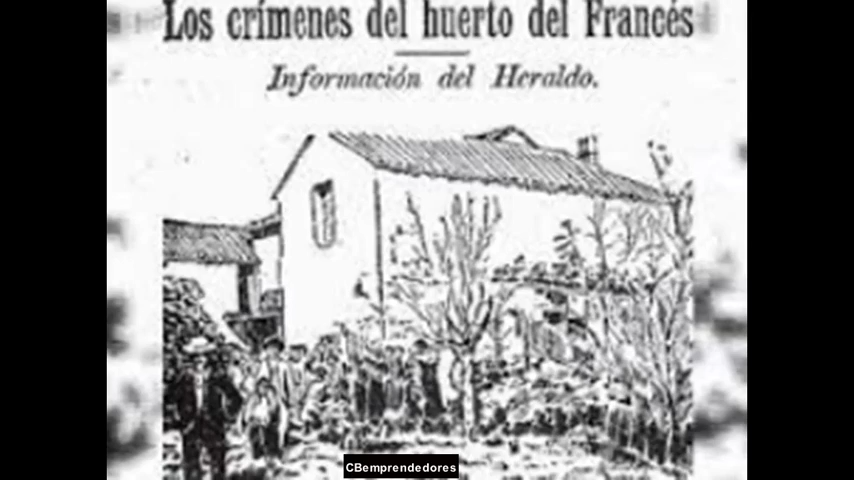 Los crímenes del huerto del Francés
Información del Heraldo.
CBemprendedores